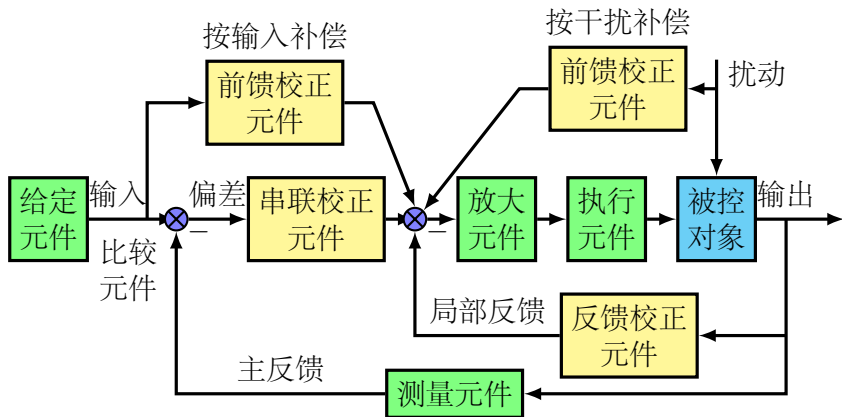 按输入补偿
按干扰补偿
前馈校正
元件
前馈校正
元件
扰动
给定
元件
输入
偏差
串联校正
元件
放大
元件
执行
元件
被控
对象
输出
−
−
比较
元件
局部反馈
反馈校正
元件
主反馈
测量元件